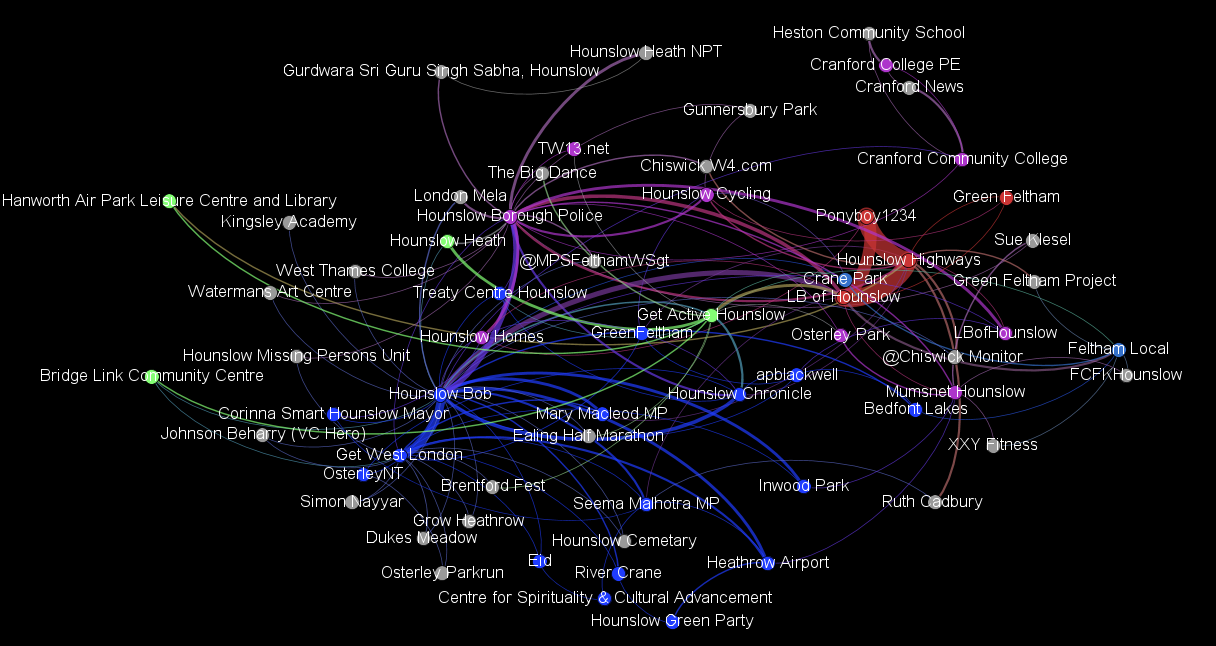 Heston Community School
Hounslow Heath NPT
Cranford College PE
Gurdwara Sri Guru Singh Sabha, Hounslow
Cranford News
Gunnersbury Park
TW13.net
Cranford Community College
Chiswick W4.com
The Big Dance
London Mela
Hounslow Cycling
Green Feltham
Hanworth Air Park Leisure Centre and Library
Hounslow Borough Police
Ponyboy1234
Kingsley Academy
Hounslow Heath
Sue Klesel
@MPSFelthamWSgt
Hounslow Highways
West Thames College
Crane Park
Green Feltham Project
Watermans Art Centre
Treaty Centre Hounslow
LB of Hounslow
Get Active Hounslow
GreenFeltham
LBofHounslow
Hounslow Homes
Osterley Park
Feltham Local
Hounslow Missing Persons Unit
@Chiswick Monitor
Bridge Link Community Centre
apblackwell
FCFKHounslow
Hounslow Bob
Hounslow Chronicle
Mumsnet Hounslow
Bedfont Lakes
Corinna Smart Hounslow Mayor
Mary Macleod MP
Johnson Beharry (VC Hero)
Ealing Half Marathon
XXY Fitness
Get West London
OsterleyNT
Brentford Fest
Inwood Park
Simon Nayyar
Seema Malhotra MP
Ruth Cadbury
Grow Heathrow
Dukes Meadow
Hounslow Cemetary
Eid
Heathrow Airport
Osterley Parkrun
River Crane
Centre for Spirituality & Cultural Advancement
Hounslow Green Party